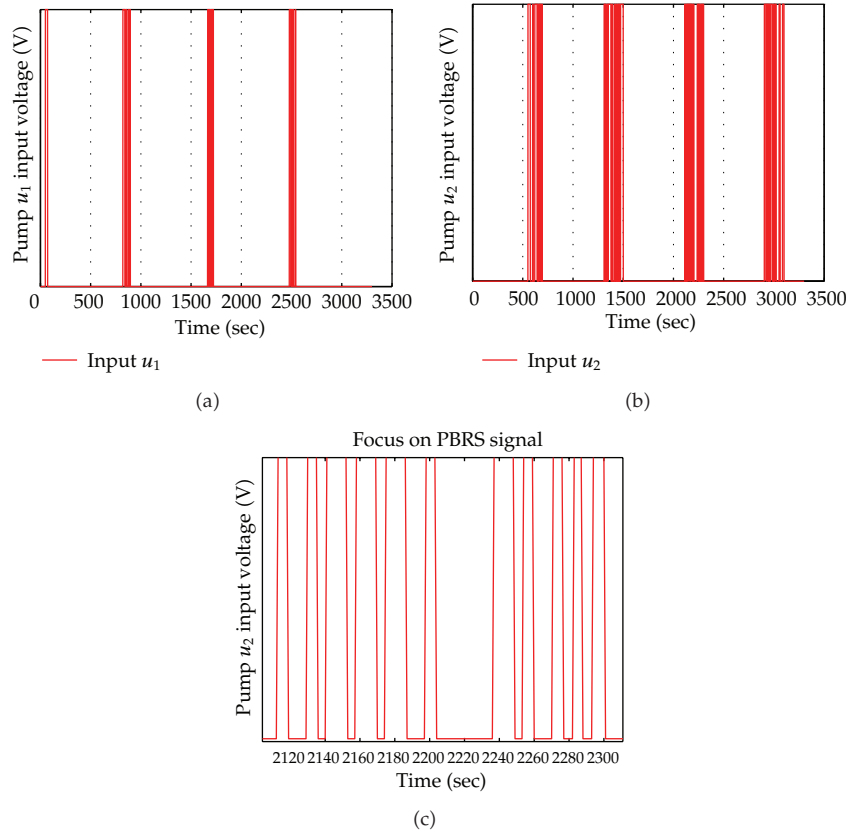 Pump u₁ input voltage (V)
0 500 1000 1500 2000 2500 3000 3500
Time (sec)
Input u₁
(a)
Pump u₂ input voltage (V)
0 500 1000 1500 2000 2500 3000 3500
Time (sec)
Input u₂
(b)
Focus on PBRS signal
Pump u₂ input voltage (V)
2120 2140 2160 2180 2200 2220 2240 2260 2280 2300
Time (sec)
(c)